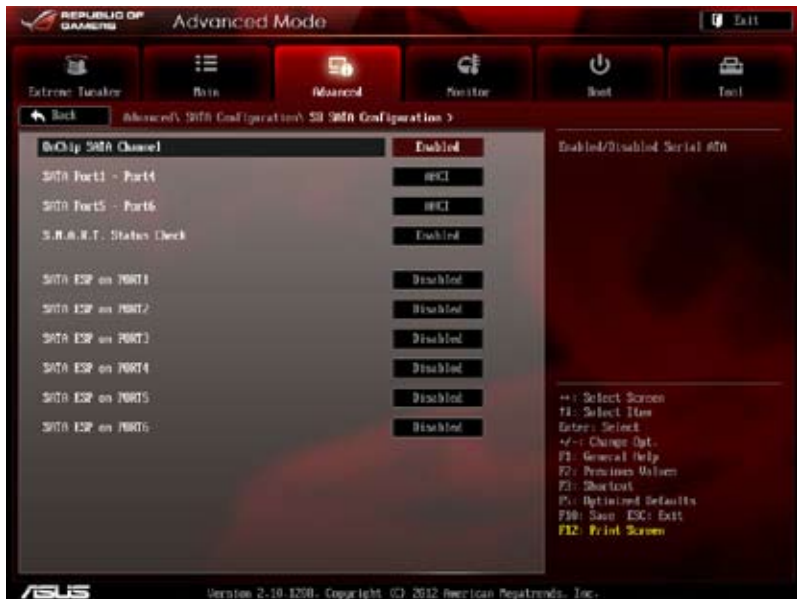 REPUBLIC OF GAMERS
Advanced Mode
Exit
Extreme Tweaker
Main
Advanced
Monitor
Boot
Tool
Back
Advanced\ SATA Configuration\ SB SATA Configuration >
OnChip SATA Channel
Enabled
Enabled/Disabled Serial ATA
SATA Port1 - Port4
AHCI
SATA Port5 - Port6
AHCI
S.M.A.R.T. Status Check
Enabled
SATA ESP on PORT1
Disabled
SATA ESP on PORT2
Disabled
SATA ESP on PORT3
Disabled
SATA ESP on PORT4
Disabled
SATA ESP on PORT5
Disabled
SATA ESP on PORT6
Disabled
↔: Select Screen
↑↓: Select Item
Enter: Select
+/-: Change Opt.
F1: General Help
F2: Previous Values
F3: Shortcut
F5: Optimized Defaults
F10: Save ESC: Exit
F12: Print Screen
ASUS
Version 2.10.1208. Copyright (C) 2012 American Megatrends, Inc.